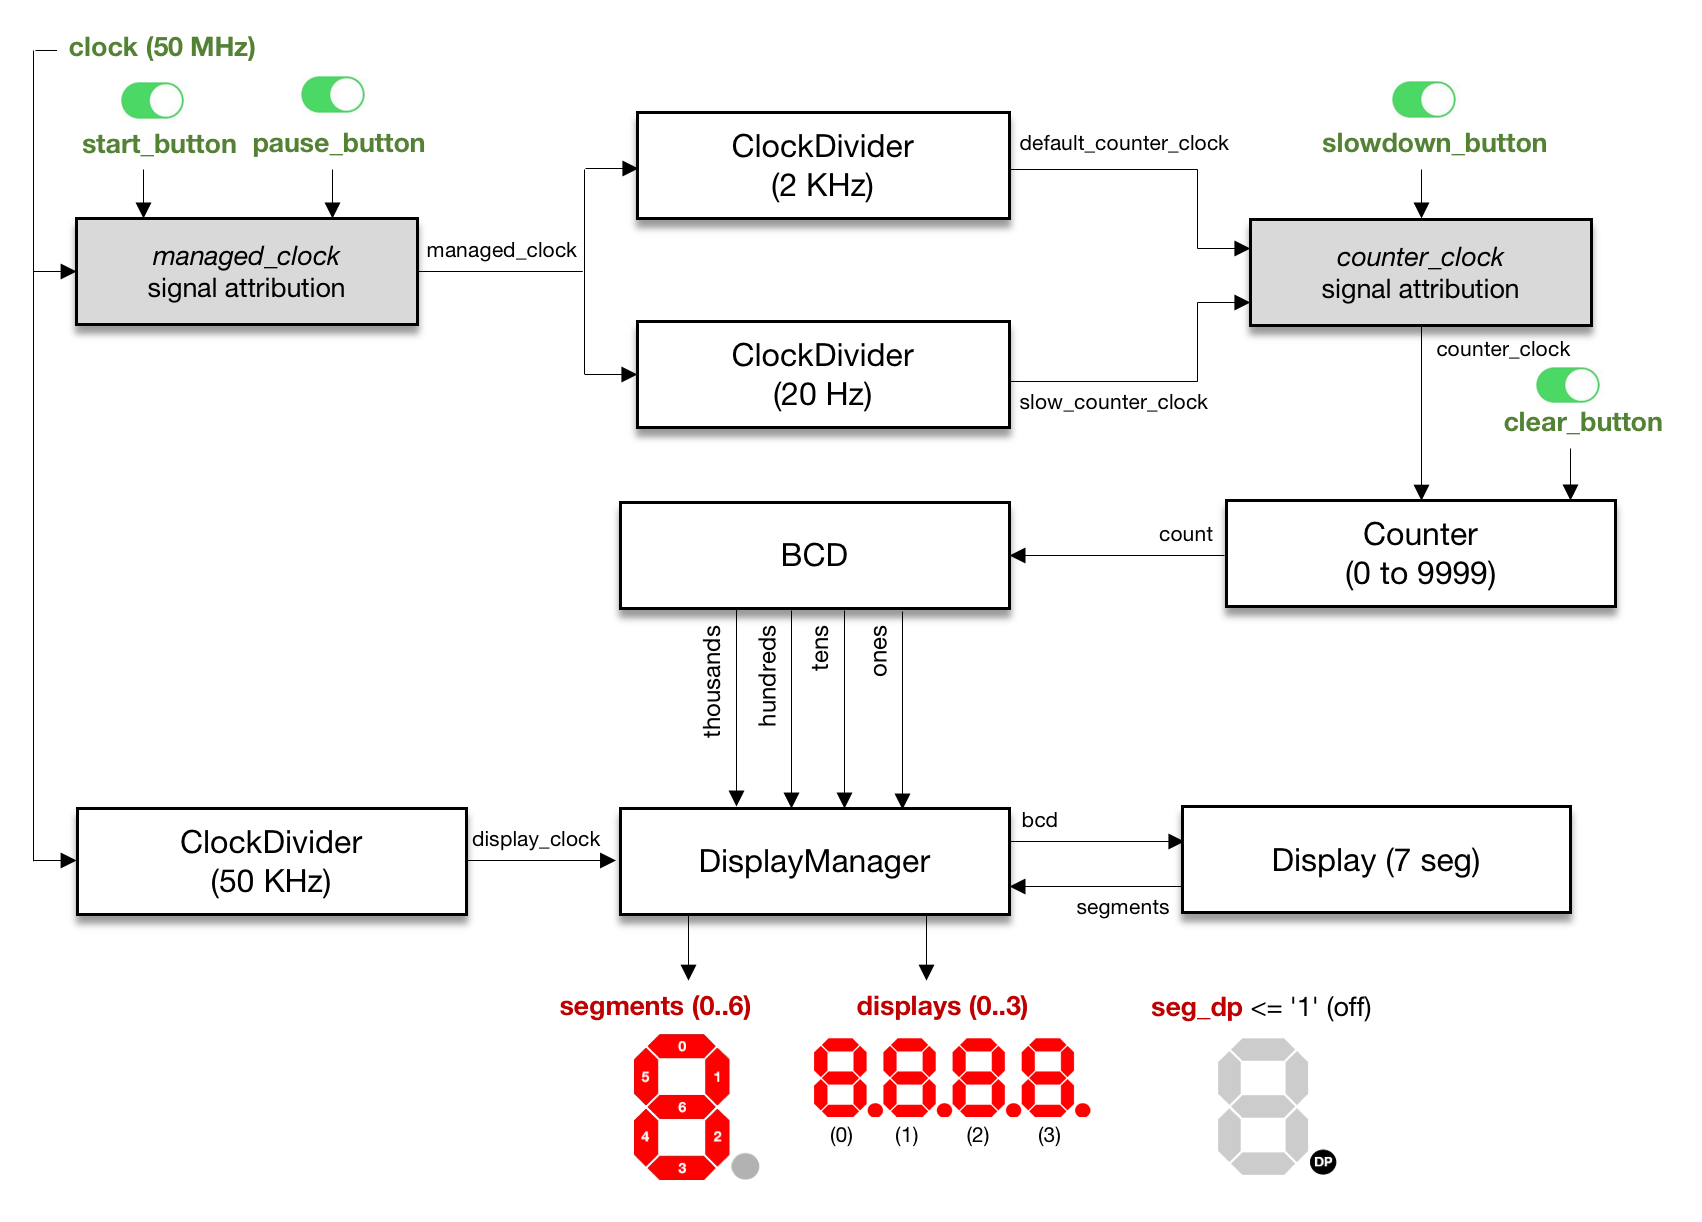 clock (50 MHz)
start_button
pause_button
slowdown_button
ClockDivider
(2 KHz)
default_counter_clock
managed_clock
signal attribution
managed_clock
counter_clock
signal attribution
ClockDivider
(20 Hz)
slow_counter_clock
counter_clock
clear_button
BCD
count
Counter
(0 to 9999)
thousands
hundreds
tens
ones
ClockDivider
(50 KHz)
display_clock
DisplayManager
bcd
segments
Display (7 seg)
segments (0..6)
displays (0..3)
seg_dp <= '1' (off)
0
5
1
6
4
2
3
(0)
(1)
(2)
(3)
DP